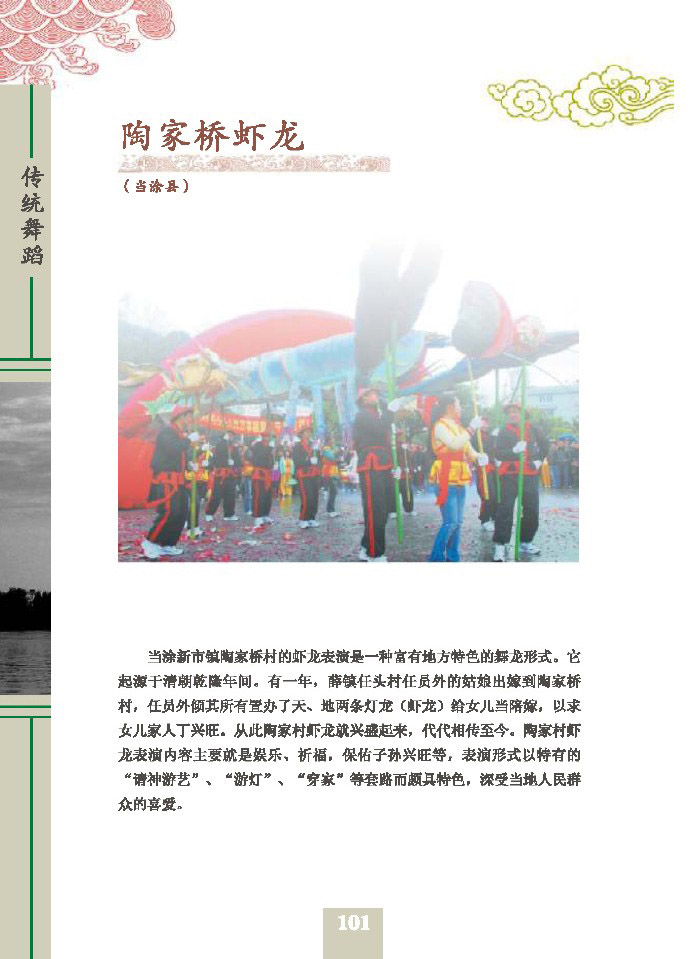 陶家桥虾龙
（当涂县）
传统舞蹈
当涂新市镇陶家桥村的虾龙表演是一种富有地方特色的舞龙形式。它
起源于清朝乾隆年间。有一年，薛镇任头村任员外的姑娘出嫁到陶家桥
村，任员外倾其所有置办了天、地两条灯龙（虾龙）给女儿当陪嫁，以求
女儿家人丁兴旺。从此陶家村虾龙就兴盛起来，代代相传至今。陶家村虾
龙表演内容主要就是娱乐、祈福，保佑子孙兴旺等，表演形式以特有的
“请神游艺”、“游灯”、“穿家”等套路而颇具特色，深受当地人民群
众的喜爱。
101